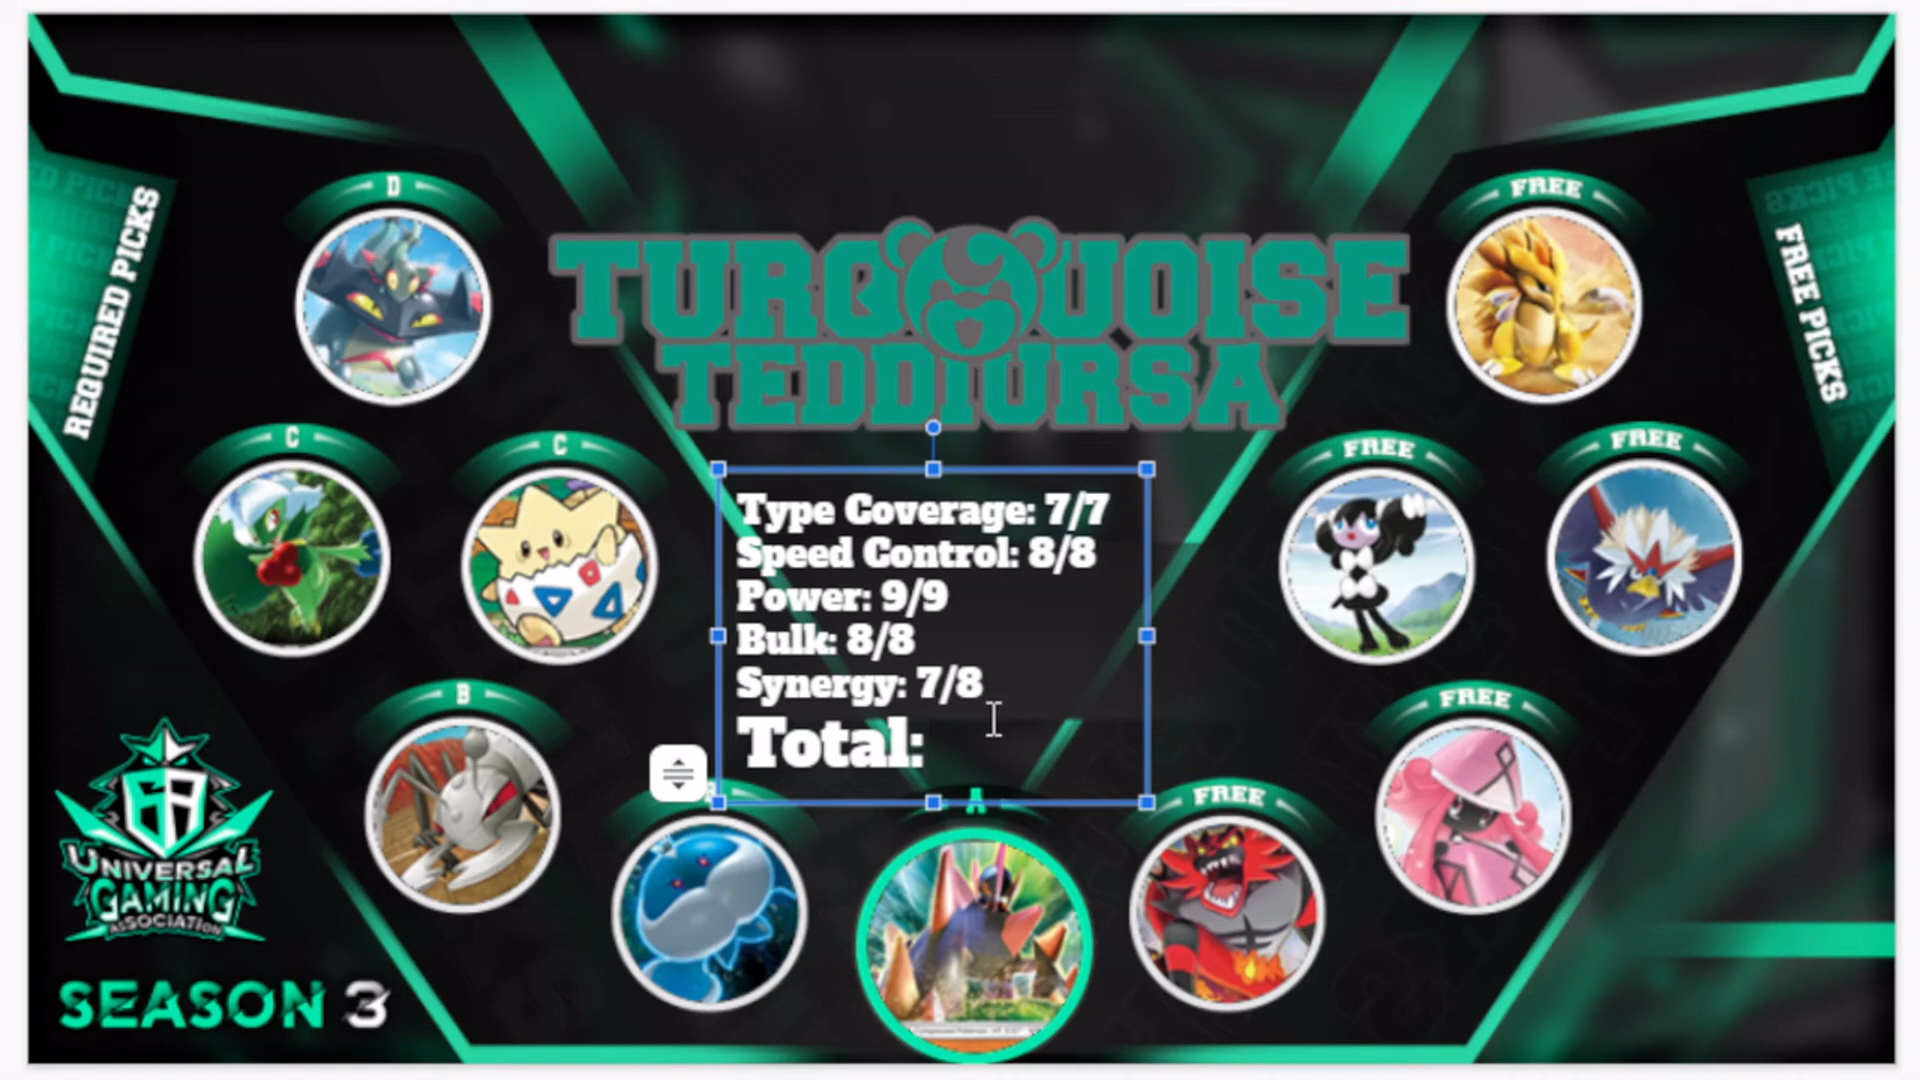 REQUIRED PICKS
D
C
C
B
TURQUOISE
TEDDIURSA
Type Coverage: 7/7
Speed Control: 8/8
Power: 9/9
Bulk: 8/8
Synergy: 7/8
Total:
A
FREE
FREE
FREE
FREE
FREE
FREE PICKS
UNIVERSAL
GAMING
ASSOCIATION
SEASON 3